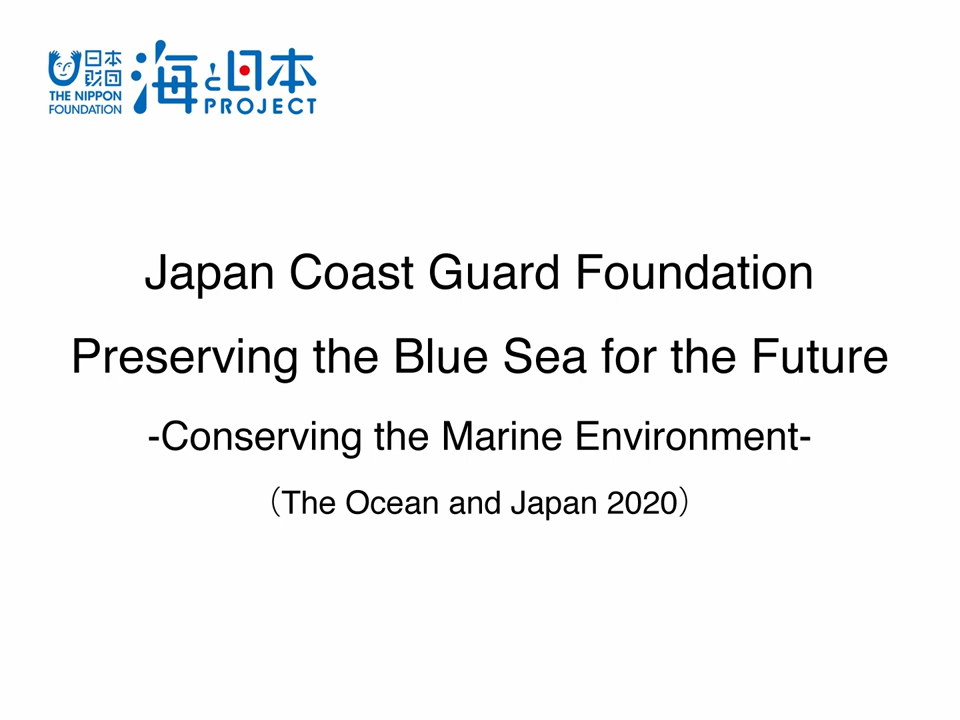 日本
財団
THE NIPPON
FOUNDATION
海と日本
PROJECT
Japan Coast Guard Foundation
Preserving the Blue Sea for the Future
-Conserving the Marine Environment-
（The Ocean and Japan 2020）